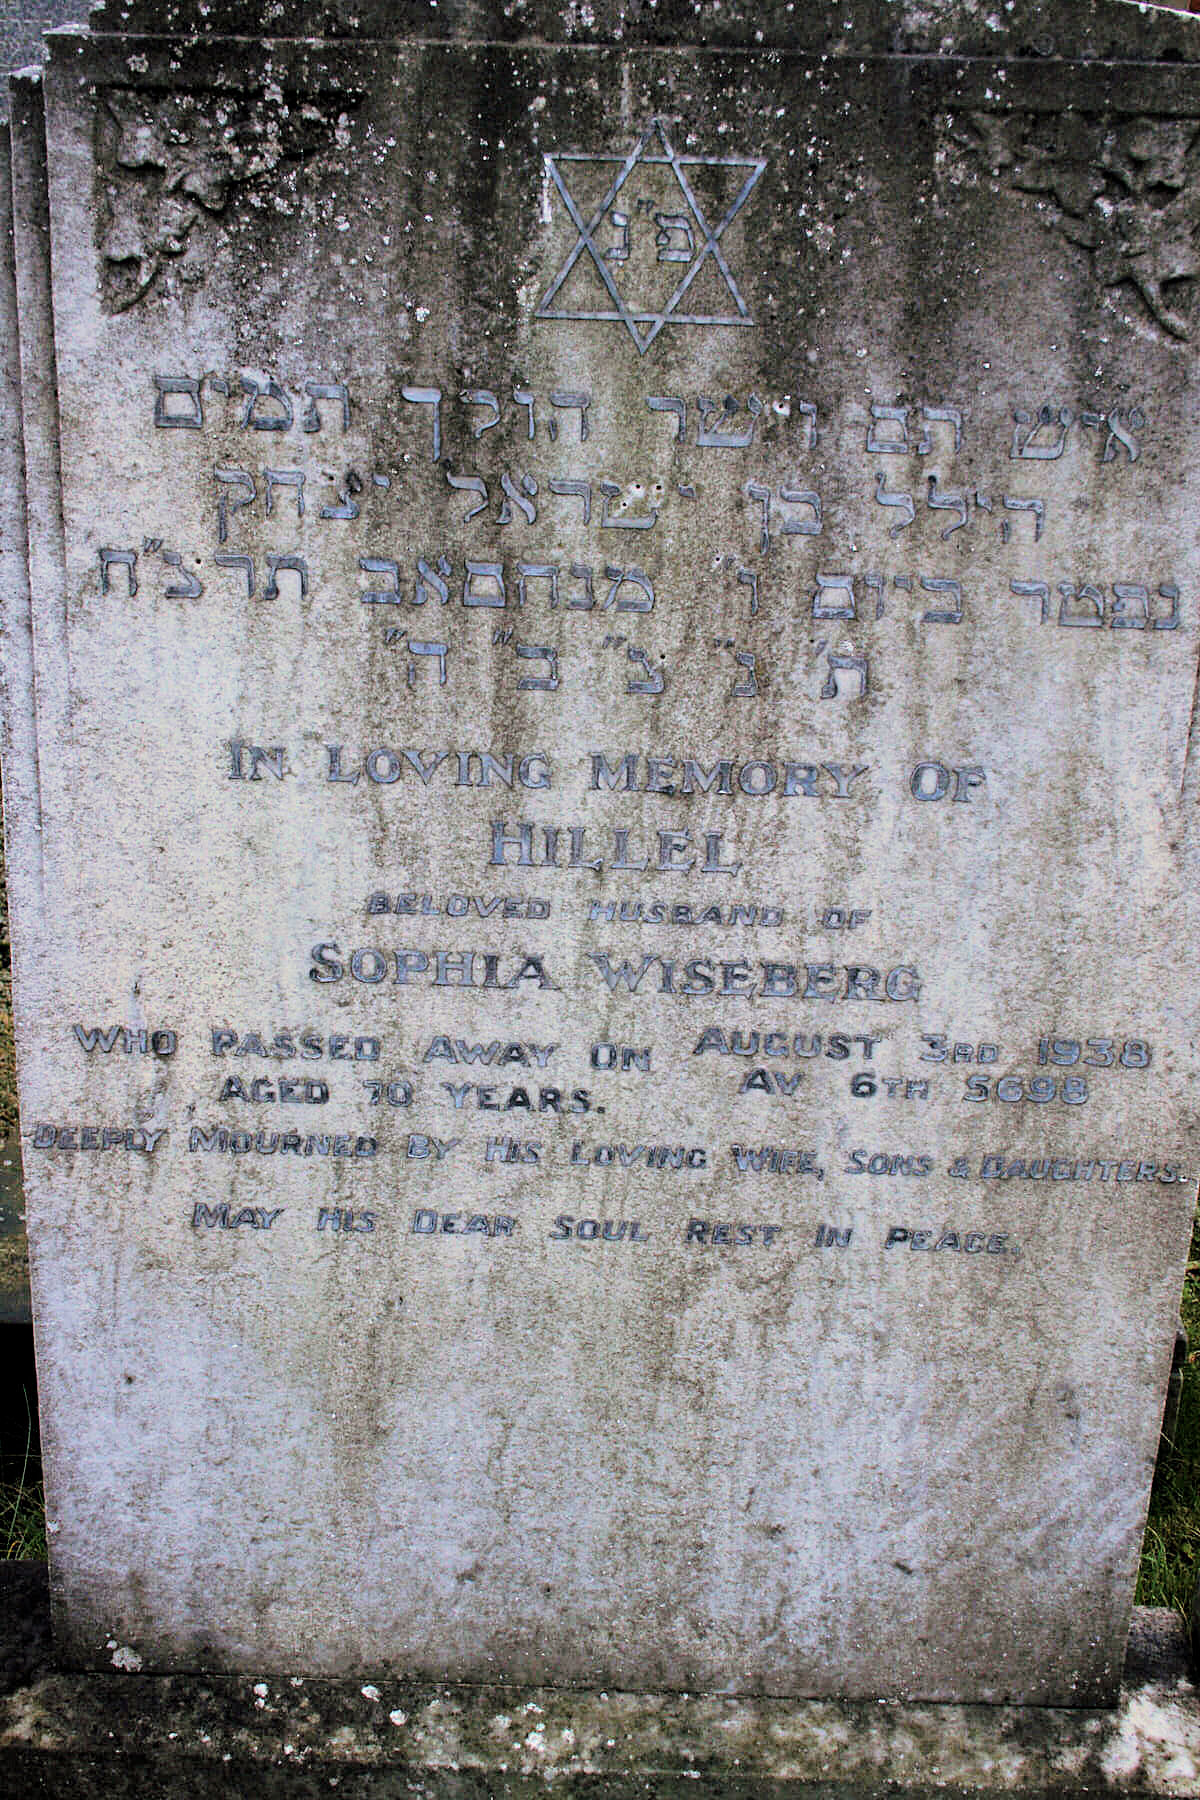 פ"נ
איש תם וישר הולך תמים
הילל בן ישראל יצחק
נפטר ביום ו' מנחםאב תרצ"ח
ת" נ" צ" ב" ה"
IN LOVING MEMORY OF
HILLEL
BELOVED HUSBAND OF
SOPHIA WISEBERG
WHO PASSED AWAY ON AUGUST 3RD 1938
AGED 70 YEARS. AV 6TH 5698
DEEPLY MOURNED BY HIS LOVING WIFE, SONS & DAUGHTERS.
MAY HIS DEAR SOUL REST IN PEACE.